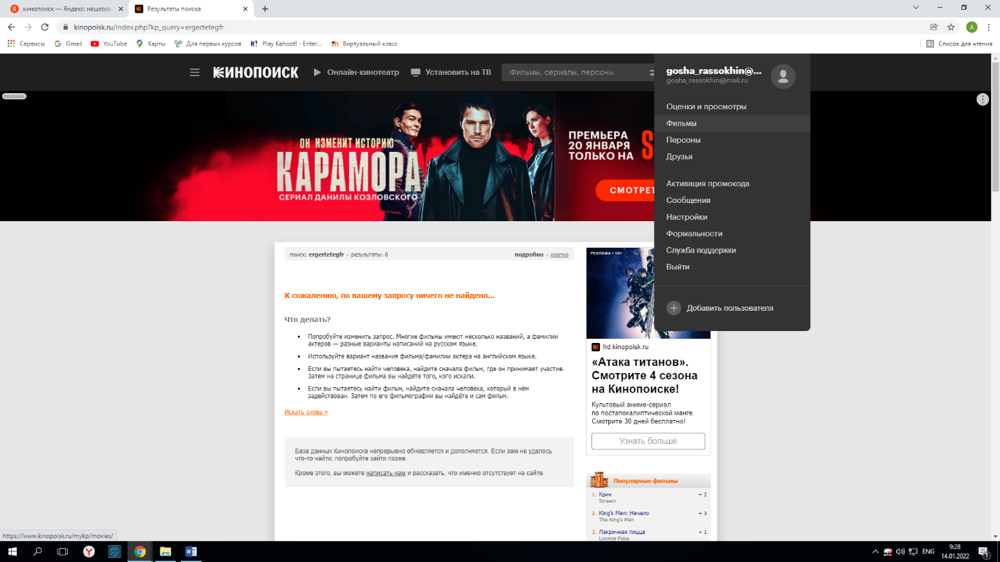 кинопоиск — Яндекс: нашлось
Результаты поиска
kinopoisk.ru/index.php?kp_query=ergertetegfr
A
Сервисы
Gmail
YouTube
Карты
Для первых курсов
K! Play Kahoot! - Enter...
Виртуальный класс
Список для чтения
КИНОПОИСК
Онлайн-кинотеатр
Установить на ТВ
Фильмы, сериалы, персоны
gosha_rassokhin@...
gosha_rassokhin@mail.ru
Оценки и просмотры
Фильмы
Персоны
Друзья
Активация промокода
Сообщения
Настройки
Формальности
Служба поддержки
Выйти
Добавить пользователя
РЕКЛАМА
ОН ИЗМЕНИТ ИСТОРИЮ
КАРАМОРА
СЕРИАЛ ДАНИЛЫ КОЗЛОВСКОГО
ПРЕМЬЕРА
20 ЯНВАРЯ
ТОЛЬКО НА
СМОТРЕТ
поиск: ergertetegfr • результаты: 0
подробно • кратко
К сожалению, по вашему запросу ничего не найдено...
Что делать?
• Попробуйте изменить запрос. Многие фильмы имеют несколько названий, а фамилии
актеров — разные варианты написаний на русском языке.
• Используйте вариант названия фильма/фамилии актера на английском языке.
• Если вы пытаетесь найти человека, найдите сначала фильм, где он принимает участие.
Затем на странице фильма вы найдёте того, кого искали.
• Если вы пытаетесь найти фильм, найдите сначала человека, который в нём
задействован. Затем по его фильмографии вы найдёте и сам фильм.
Искать снова »
База данных Кинопоиска непрерывно обновляется и дополняется. Если вам не удалось
что-то найти, попробуйте зайти позже.
Кроме этого, вы можете написать нам и рассказать, что именно отсутствует на сайте.
РЕКЛАМА • 18+
hd.kinopoisk.ru
«Атака титанов».
Смотрите 4 сезона
на Кинопоиске!
Культовый аниме-сериал
по постапокалиптической манге.
Смотрите 30 дней бесплатно!
Узнать больше
Популярные фильмы
1. Крик + 2
Scream
2. King's Man: Начало + 3
The King's Man
3. Лакричная пицца + 1
Licorice Pizza
https://www.kinopoisk.ru/mykp/movies/
ENG
9:28
14.01.2022
1